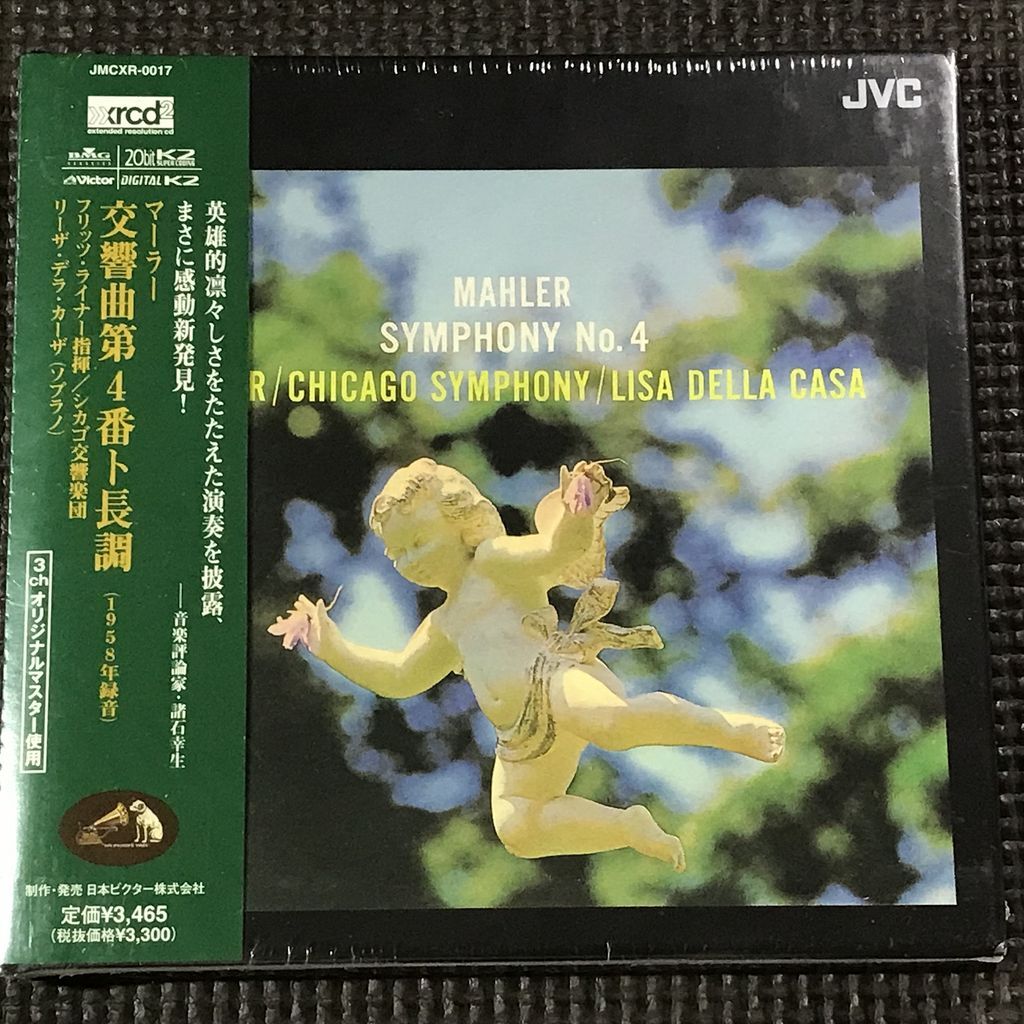 JMCXR-0017
xrcd2
extended resolution cd
BMG
CLASSICS
20bit K2
SUPER CODING
Victor
DIGITAL K2
英雄的凛々しさをたたえた演奏を披露、
まさに感動新発見!
──音楽評論家・諸石幸生
マーラー
交響曲第4番ト長調
(1958年録音)
フリッツ・ライナー指揮/シカゴ交響楽団
リーザ・デラ・カーザ(ソプラノ)
3chオリジナルマスター使用
制作・発売 日本ビクター株式会社
定価¥3,465
(税抜価格¥3,300)
JVC
MAHLER
SYMPHONY No. 4
R/CHICAGO SYMPHONY/LISA DELLA CASA